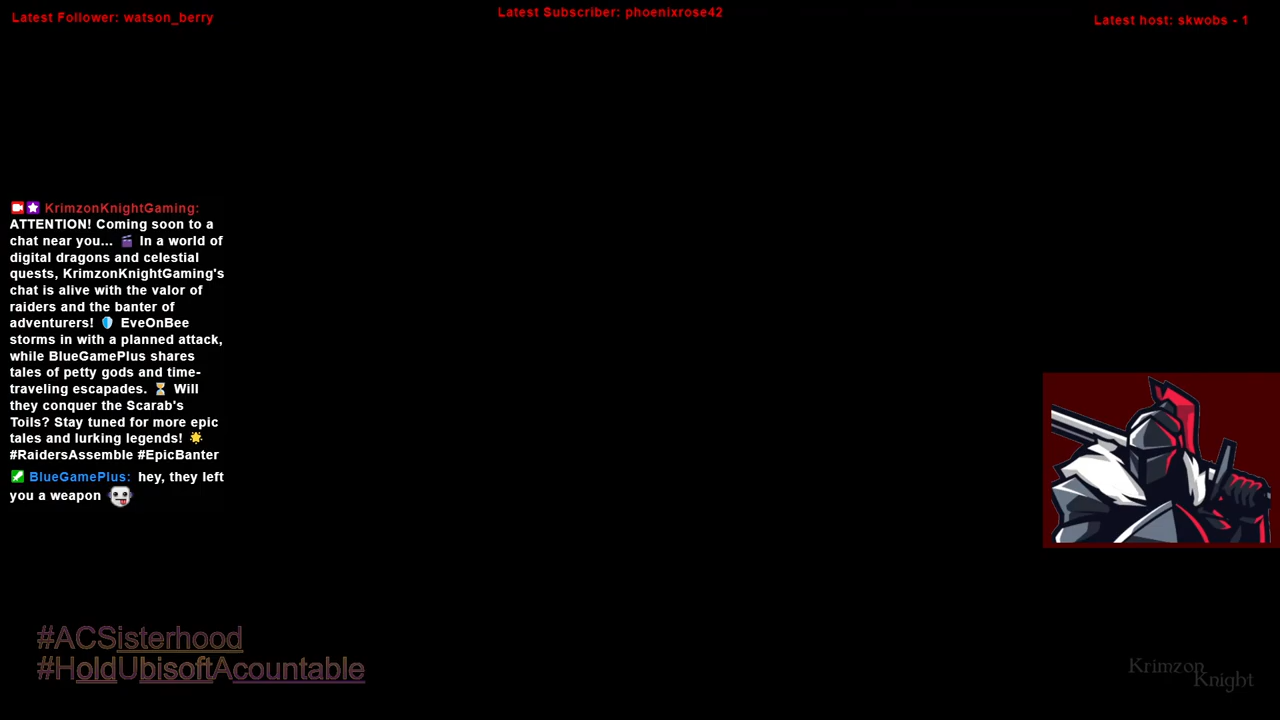 Latest Follower: watson_berry
Latest Subscriber: phoenixrose42
Latest host: skwobs - 1
KrimzonKnightGaming:
ATTENTION! Coming soon to a
chat near you... 🎬 In a world of
digital dragons and celestial
quests, KrimzonKnightGaming's
chat is alive with the valor of
raiders and the banter of
adventurers! 🛡️ EveOnBee
storms in with a planned attack,
while BlueGamePlus shares
tales of petty gods and time-
traveling escapades. ⏳ Will
they conquer the Scarab's
Toils? Stay tuned for more epic
tales and lurking legends! 🌟
#RaidersAssemble #EpicBanter
BlueGamePlus: hey, they left
you a weapon
#ACSisterhood
#HoldUbisoftAcountable
Krimzon
Knight